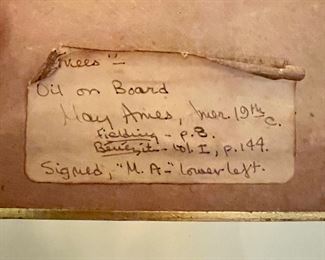 Trees"-
Oil on Board
May Ames, Amer. 19th C.
Fielding - p. 8.
Benezit - Vol. I, p. 144.
Signed, "M. A-" lower left.